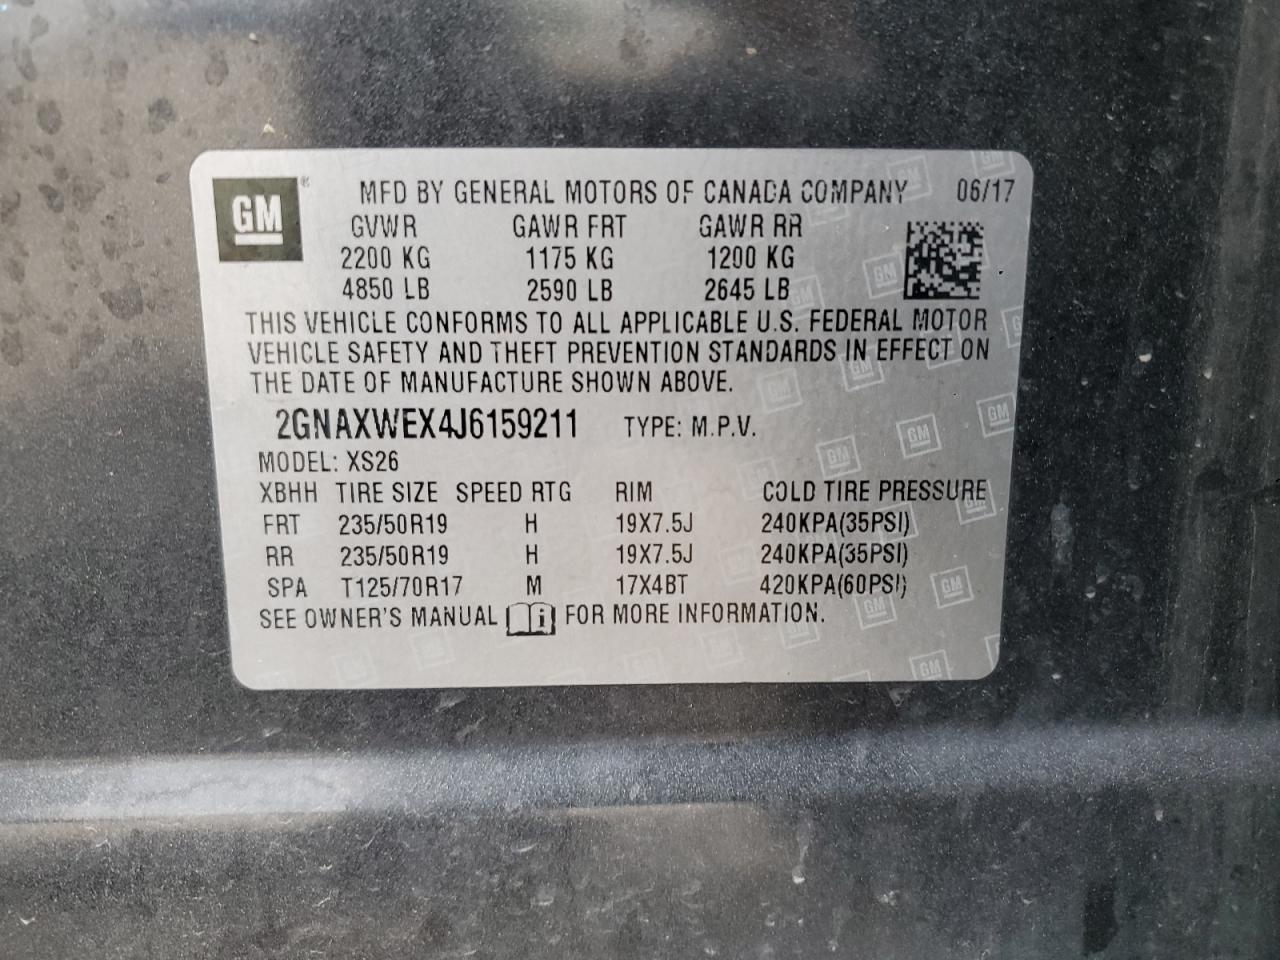 GM®
MFD BY GENERAL MOTORS OF CANADA COMPANY 06/17
GVWR GAWR FRT GAWR RR
2200 KG 1175 KG 1200 KG
4850 LB 2590 LB 2645 LB
THIS VEHICLE CONFORMS TO ALL APPLICABLE U.S. FEDERAL MOTOR
VEHICLE SAFETY AND THEFT PREVENTION STANDARDS IN EFFECT ON
THE DATE OF MANUFACTURE SHOWN ABOVE.
2GNAXWEX4J6159211 TYPE: M.P.V.
MODEL: XS26
XBHH TIRE SIZE SPEED RTG RIM COLD TIRE PRESSURE
FRT 235/50R19 H 19X7.5J 240KPA(35PSI)
RR 235/50R19 H 19X7.5J 240KPA(35PSI)
SPA T125/70R17 M 17X4BT 420KPA(60PSI)
SEE OWNER'S MANUAL i FOR MORE INFORMATION.